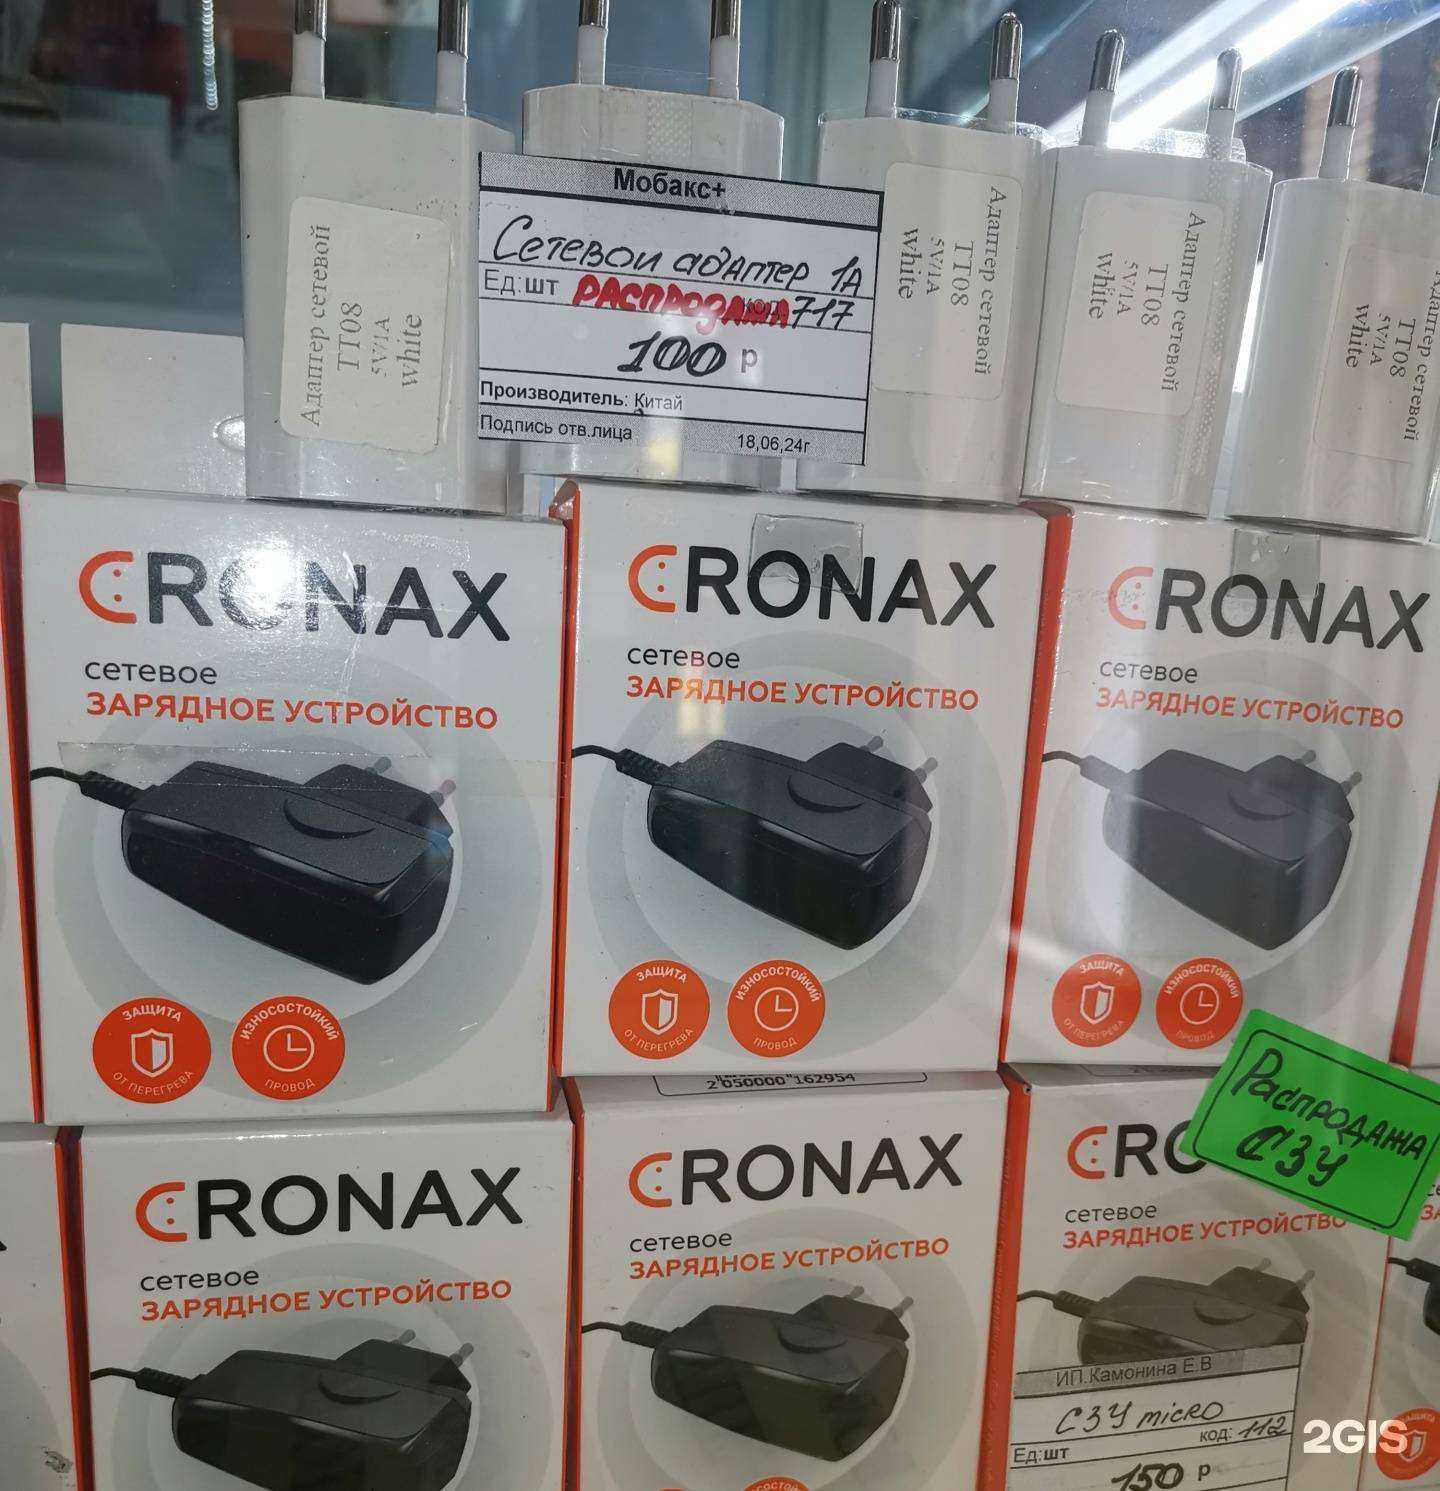 Адаптер сетевой
TT08
5V/1A
white
Мобакс+
Сетевой адаптер 1А
Ед:шт РАСПРОДАЖА 717
100 р
Производитель: Китай
Подпись отв.лица 18,06,24г
Адаптер сетевой
TT08
5V/1A
white
Адаптер сетевой
TT08
5V/1A
white
Адаптер сетевой
TT08
5V/1A
white
CRONAX
сетевое
ЗАРЯДНОЕ УСТРОЙСТВО
ЗАЩИТА
ОТ ПЕРЕГРЕВА
ИЗНОСОСТОЙКИЙ
ПРОВОД
CRONAX
сетевое
ЗАРЯДНОЕ УСТРОЙСТВО
ЗАЩИТА
ОТ ПЕРЕГРЕВА
ИЗНОСОСТОЙКИЙ
ПРОВОД
CRONAX
сетевое
ЗАРЯДНОЕ УСТРОЙСТВО
ЗАЩИТА
ОТ ПЕРЕГРЕВА
ИЗНОСОСТОЙКИЙ
ПРОВОД
Распродажа
СЗУ
2 050000 162954
CRONAX
сетевое
ЗАРЯДНОЕ УСТРОЙСТВО
CRONAX
сетевое
ЗАРЯДНОЕ УСТРОЙСТВО
CRO
сетевое
ЗАРЯДНОЕ УСТРОЙСТВО
ИП.Камонина Е.В
СЗУ micro
Ед:шт код: 112
150 р
2GIS